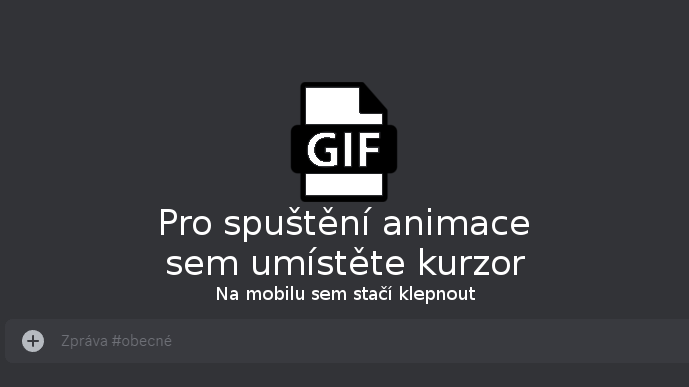 GIF
Pro spuštění animace
sem umístěte kurzor
Na mobilu sem stačí klepnout
Zpráva #obecné